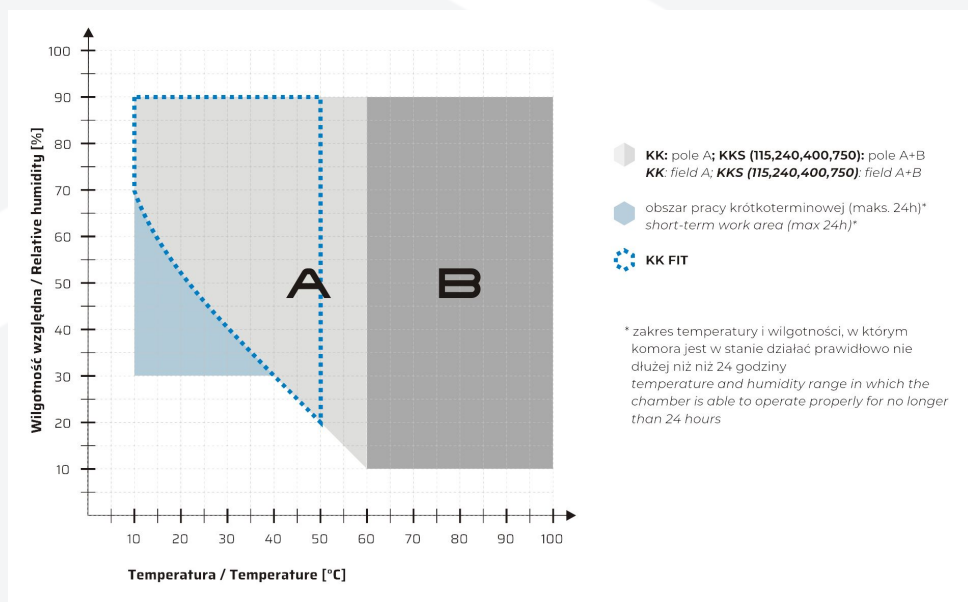 Wilgotność względna / Relative humidity [%]
100
90
80
70
60
50
40
30
20
10
A
B
10 20 30 40 50 60 70 80 90 100
Temperatura / Temperature [°C]
KK: pole A; KKS (115,240,400,750): pole A+B
KK: field A; KKS (115,240,400,750): field A+B
obszar pracy krótkoterminowej (maks. 24h)*
short-term work area (max 24h)*
KK FIT
* zakres temperatury i wilgotności, w którym
komora jest w stanie działać prawidłowo nie
dłużej niż niż 24 godziny
temperature and humidity range in which the
chamber is able to operate properly for no longer
than 24 hours